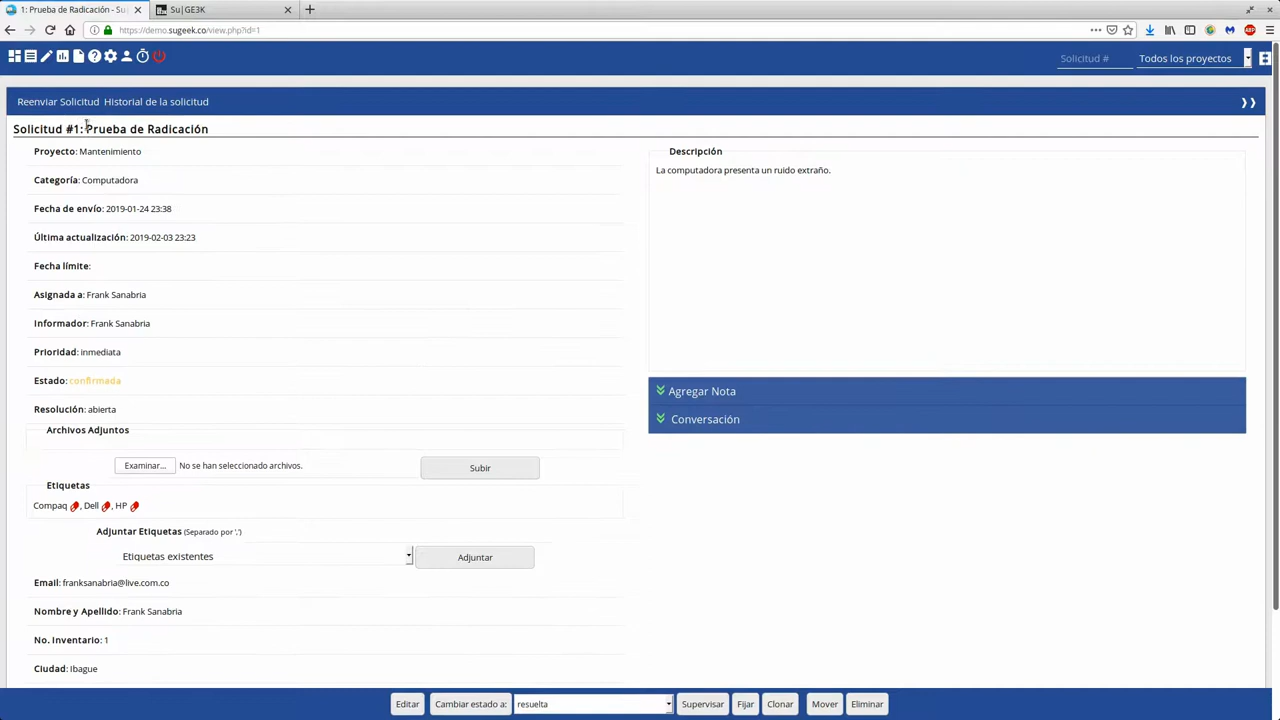 1: Prueba de Radicación - Su
Su|GE3K
https://demo.sugeek.co/view.php?id=1
Solicitud #
Todos los proyectos
Reenviar Solicitud Historial de la solicitud
Solicitud #1: Prueba de Radicación
Proyecto: Mantenimiento
Categoría: Computadora
Fecha de envío: 2019-01-24 23:38
Última actualización: 2019-02-03 23:23
Fecha límite:
Asignada a: Frank Sanabria
Informador: Frank Sanabria
Prioridad: inmediata
Estado: confirmada
Resolución: abierta
Archivos Adjuntos
Examinar... No se han seleccionado archivos.
Subir
Etiquetas
Compaq , Dell , HP
Adjuntar Etiquetas (Separado por ',')
Etiquetas existentes
Adjuntar
Email: franksanabria@live.com.co
Nombre y Apellido: Frank Sanabria
No. Inventario: 1
Ciudad: Ibague
Descripción
La computadora presenta un ruido extraño.
Agregar Nota
Conversación
Editar
Cambiar estado a:
resuelta
Supervisar
Fijar
Clonar
Mover
Eliminar